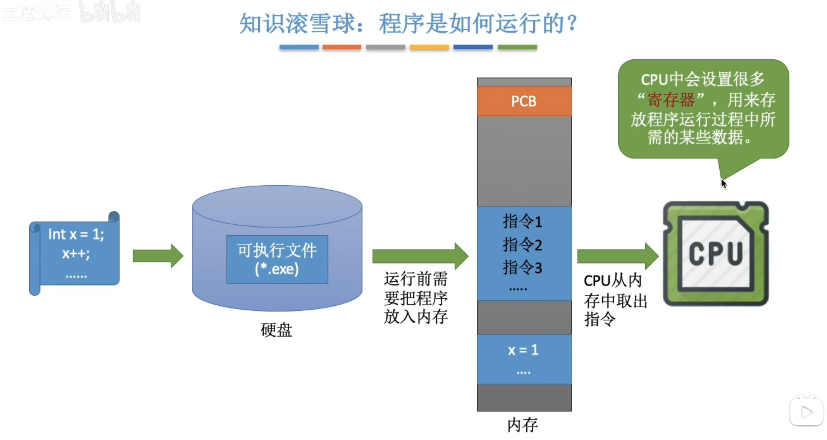 知识滚雪球：程序是如何运行的？
Int x = 1;
x++;
......
可执行文件
(*.exe)
硬盘
运行前需
要把程序
放入内存
PCB
指令1
指令2
指令3
.....
x = 1
....
内存
CPU从内
存中取出
指令
CPU中会设置很多
“寄存器”，用来存
放程序运行过程中所
需的某些数据。
CPU
bilibili